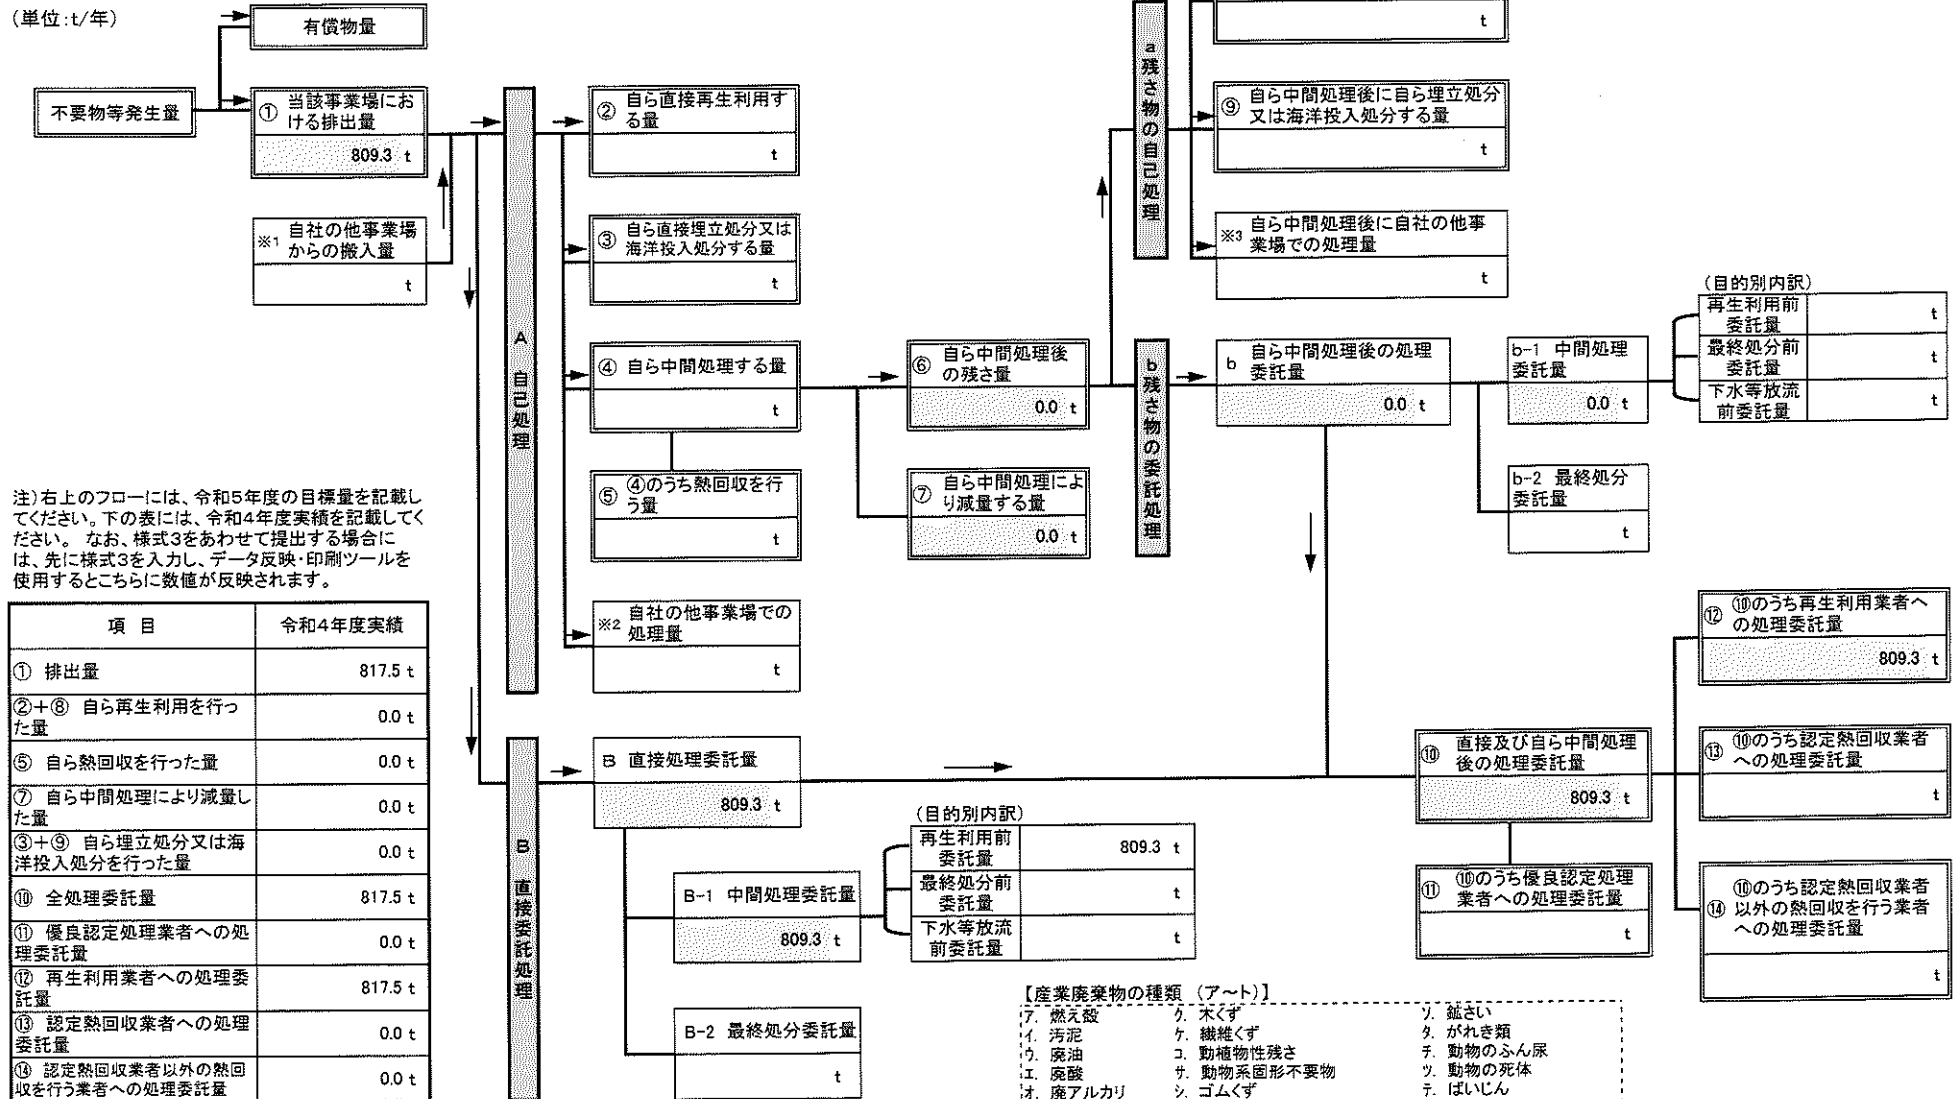 (単位:t/年)
有償物量
不要物等発生量
① 当該事業場にお
ける排出量
809.3 t
※1 自社の他事業場
からの搬入量
t
A 自己処理
② 自ら直接再生利用す
る量
t
③ 自ら直接埋立処分又は
海洋投入処分する量
t
④ 自ら中間処理する量
t
⑤ ④のうち熱回収を行
う量
t
※2 自社の他事業場での
処理量
t
⑥ 自ら中間処理後
の残さ量
0.0 t
⑦ 自ら中間処理によ
り減量する量
0.0 t
a 残さ物の自己処理
t
⑨ 自ら中間処理後に自ら埋立処分
又は海洋投入処分する量
t
※3 自ら中間処理後に自社の他事
業場での処理量
t
b 残さ物の委託処理
b 自ら中間処理後の処理
委託量
0.0 t
b-1 中間処理
委託量
0.0 t
(目的別内訳)
再生利用前
委託量
t
最終処分前
委託量
t
下水等放流
前委託量
t
b-2 最終処分
委託量
t
注)右上のフローには、令和5年度の目標量を記載し
てください。下の表には、令和4年度実績を記載してく
ださい。 なお、様式3をあわせて提出する場合に
は、先に様式3を入力し、データ反映・印刷ツールを
使用するとこちらに数値が反映されます。
項 目 令和4年度実績
① 排出量 817.5 t
②+⑧ 自ら再生利用を行っ
た量 0.0 t
⑤ 自ら熱回収を行った量 0.0 t
⑦ 自ら中間処理により減量し
た量 0.0 t
③+⑨ 自ら埋立処分又は海
洋投入処分を行った量 0.0 t
⑩ 全処理委託量 817.5 t
⑪ 優良認定処理業者への処
理委託量 0.0 t
⑫ 再生利用業者への処理委
託量 817.5 t
⑬ 認定熱回収業者への処理
委託量 0.0 t
⑭ 認定熱回収業者以外の熱回
収を行う業者への処理委託量 0.0 t
B 直接委託処理
B 直接処理委託量
809.3 t
B-1 中間処理委託量
809.3 t
(目的別内訳)
再生利用前
委託量
809.3 t
最終処分前
委託量
t
下水等放流
前委託量
t
B-2 最終処分委託量
t
⑩ 直接及び自ら中間処理
後の処理委託量
809.3 t
⑪ ⑩のうち優良認定処理
業者への処理委託量
t
⑫ ⑩のうち再生利用業者へ
の処理委託量
809.3 t
⑬ ⑩のうち認定熱回収業者
への処理委託量
t
⑭ ⑩のうち認定熱回収業者
以外の熱回収を行う業者
への処理委託量
t
【産業廃棄物の種類 (ア~ト)】
ア. 燃え殻 ク. 木くず ソ. 鉱さい
イ. 汚泥 ケ. 繊維くず タ. がれき類
ウ. 廃油 コ. 動植物性残さ チ. 動物のふん尿
エ. 廃酸 サ. 動物系固形不要物 ツ. 動物の死体
オ. 廃アルカリ シ. ゴムくず テ. ばいじん